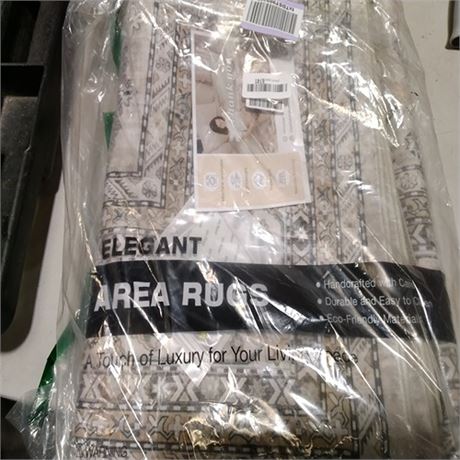 ELEGANT
AREA RUGS
• Handcrafted with Care
• Durable and Easy to Clean
• Eco-Friendly Materials
A Touch of Luxury for Your Living
WARNING